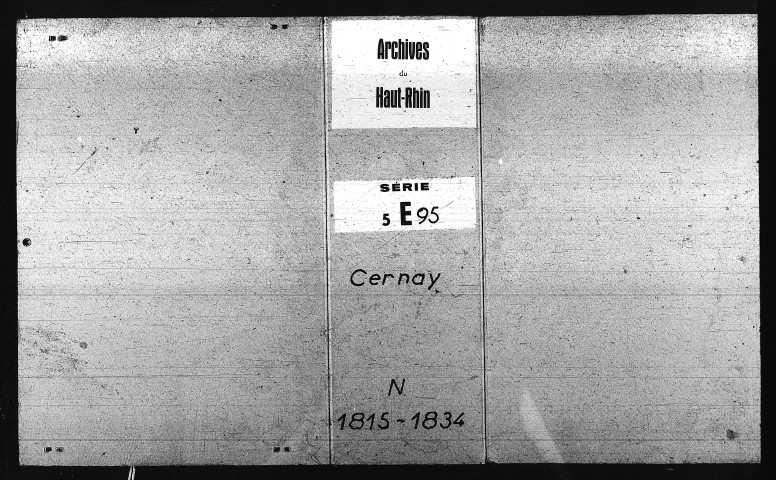 Archives
du
Haut-Rhin
SÉRIE
5 E 95
Cernay
N
1815-1834